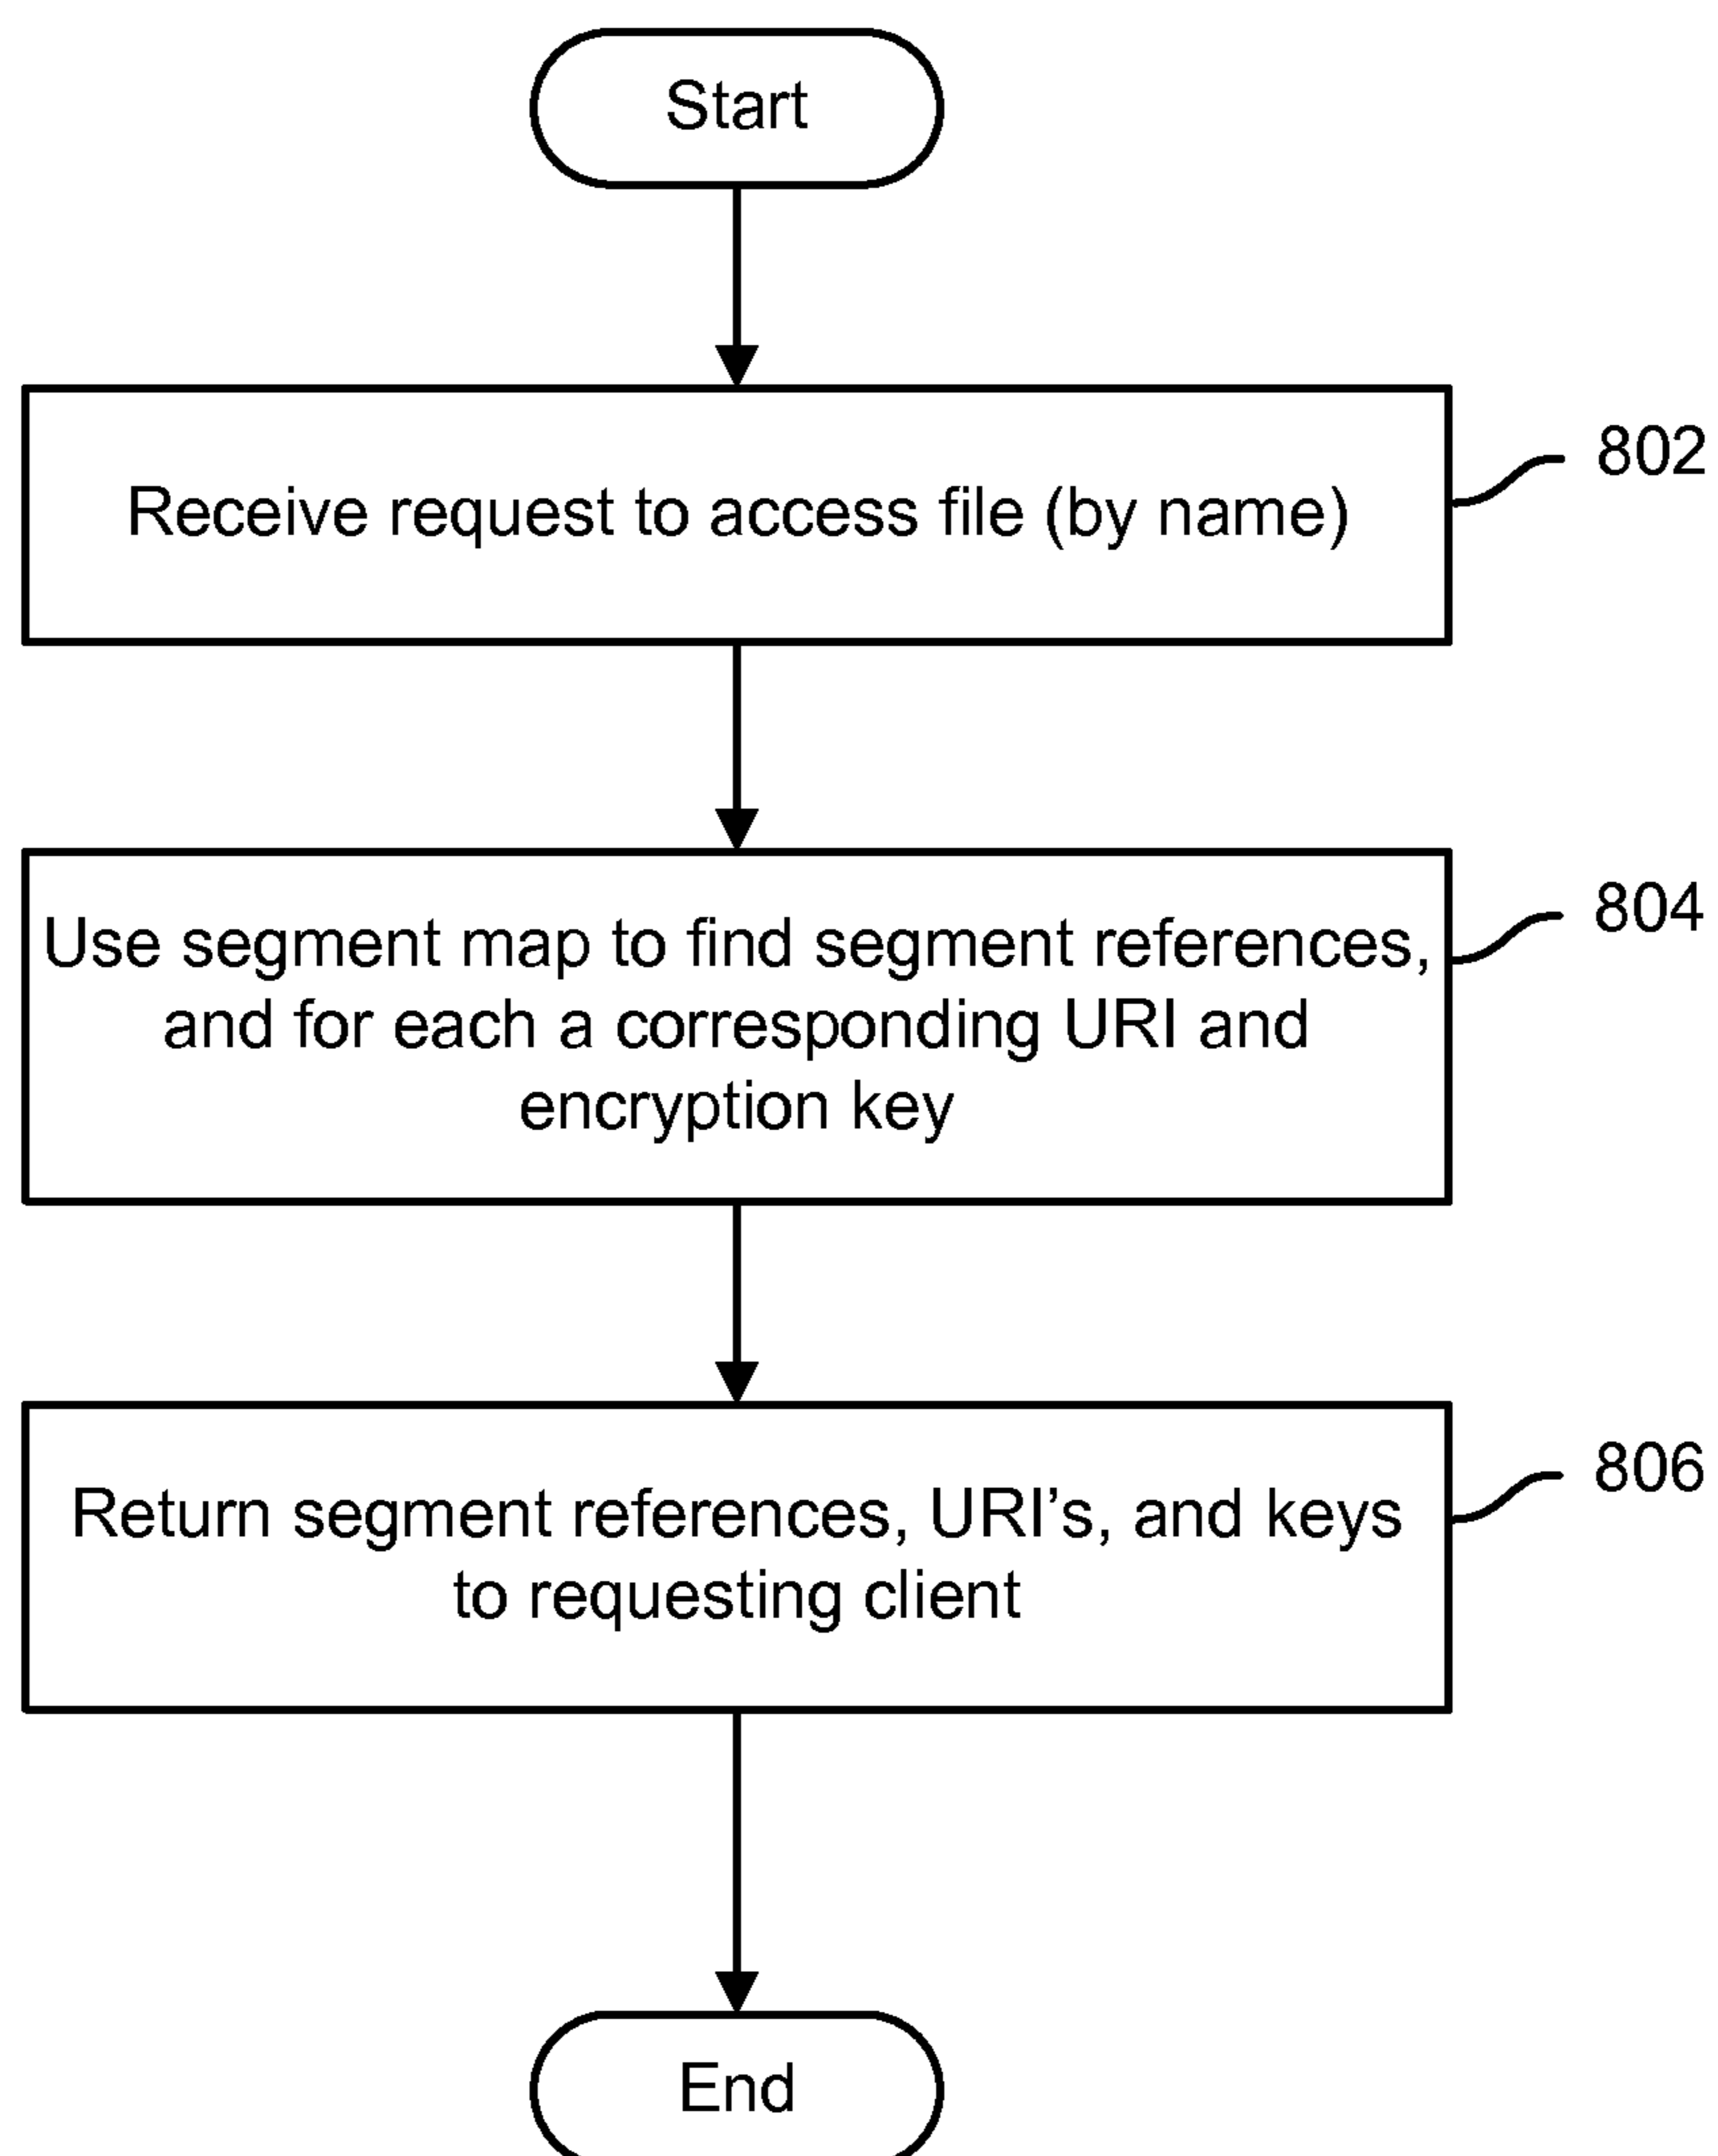 Start
Receive request to access file (by name)
802
Use segment map to find segment references,
and for each a corresponding URI and
encryption key
804
Return segment references, URI’s, and keys
to requesting client
806
End